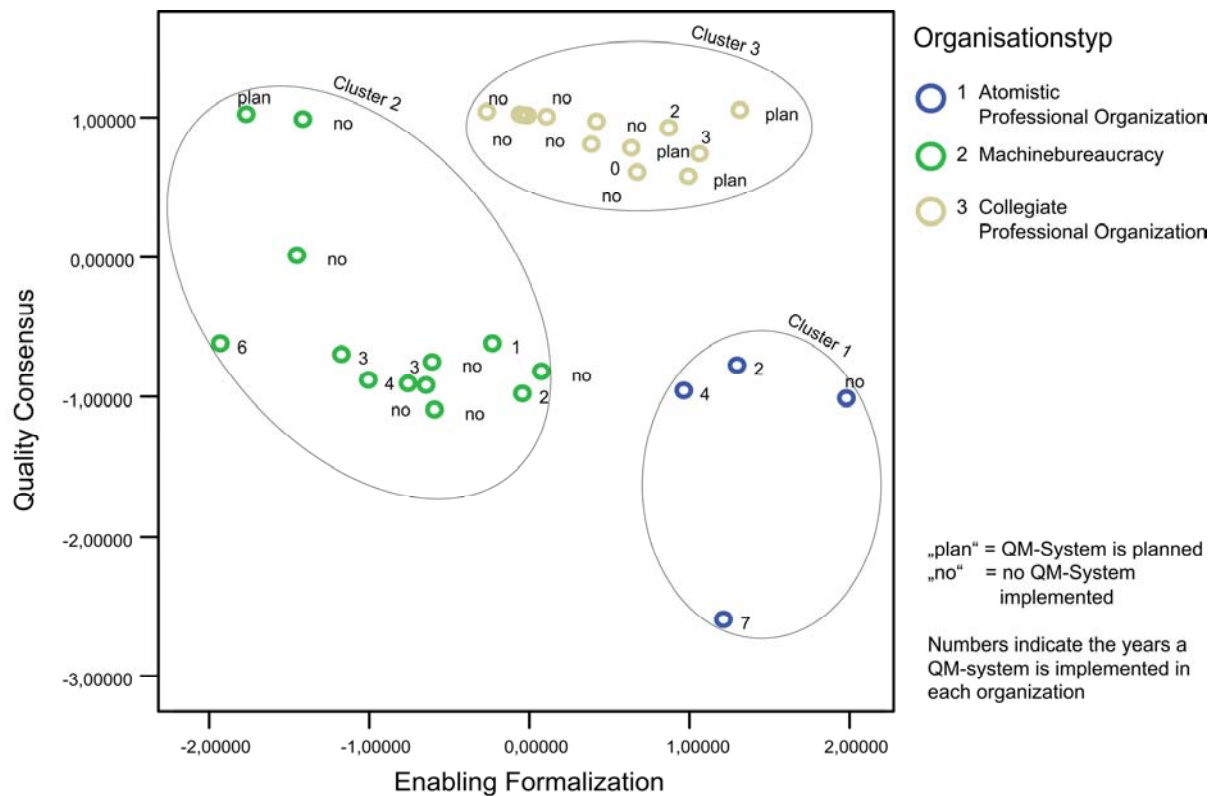 Cluster 3
Cluster 2
plan
no
no
no
no
no
no
2
3
plan
plan
0
no
plan
1,00000
0,00000
-1,00000
-2,00000
-3,00000
no
6
3
4
3
no
1
no
2
no
no
Cluster 1
2
4
no
7
Quality Consensus
-2,00000
-1,00000
0,00000
1,00000
2,00000
Enabling Formalization
Organisationstyp
1 Atomistic
Professional Organization
2 Machinebureaucracy
3 Collegiate
Professional Organization
„plan“ = QM-System is planned
„no“ = no QM-System
implemented
Numbers indicate the years a
QM-system is implemented in
each organization